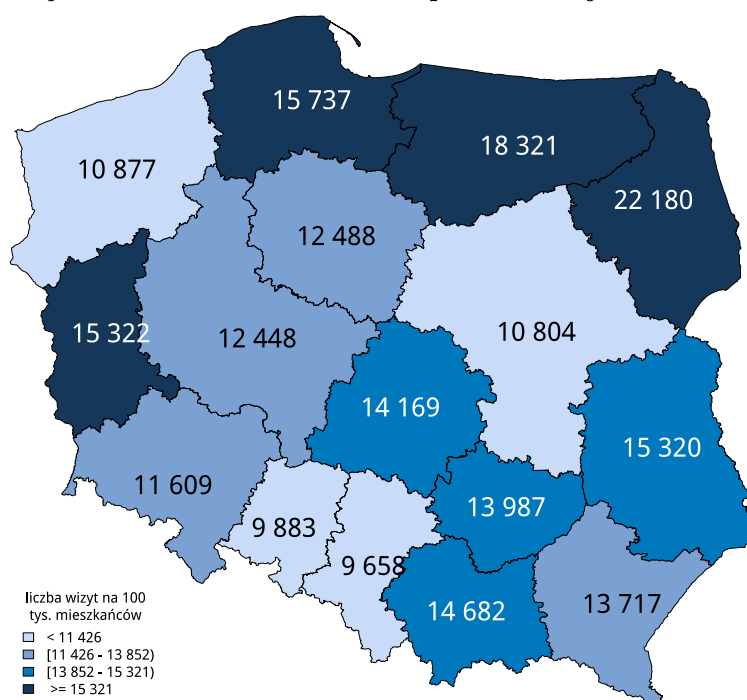 15 737
18 321
10 877
22 180
12 488
15 322
12 448
10 804
14 169
15 320
11 609
13 987
9 883
9 658
13 717
14 682
liczba wizyt na 100
tys. mieszkańców
< 11 426
[11 426 - 13 852)
[13 852 - 15 321)
>= 15 321